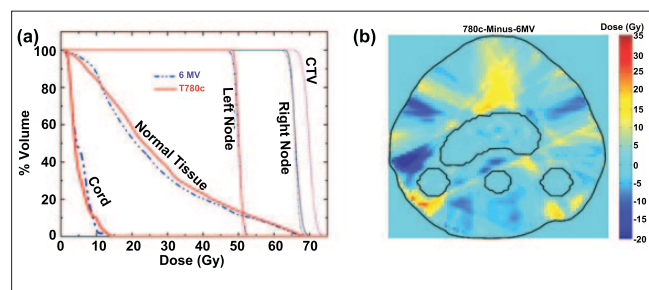 (a)
100
80
60
40
20
0
% Volume
6 MV
T780c
Cord
Normal Tissue
Left Node
Right Node
CTV
0 10 20 30 40 50 60 70
Dose (Gy)
(b)
780c-Minus-6MV
Dose (Gy)
35
30
25
20
15
10
5
0
-5
-10
-15
-20